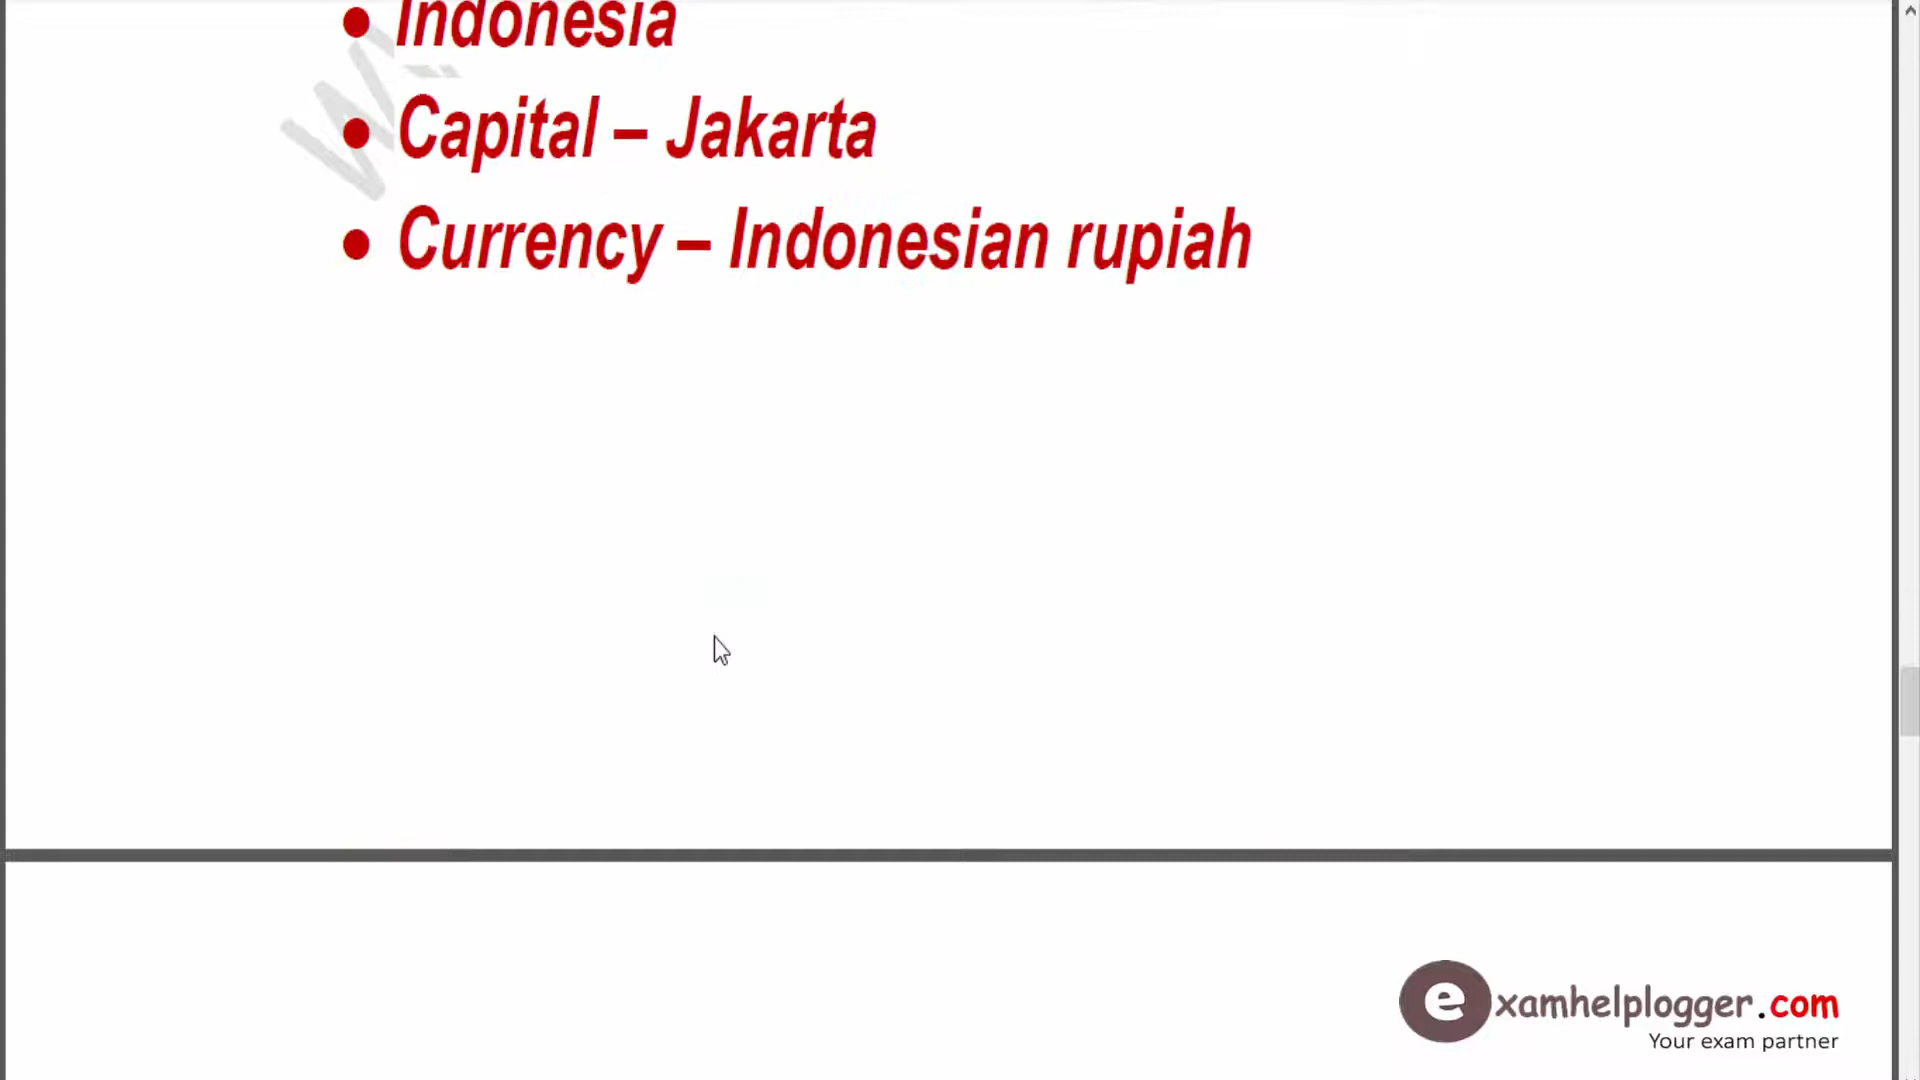 • Indonesia
• Capital – Jakarta
• Currency – Indonesian rupiah
examhelplogger.com
Your exam partner